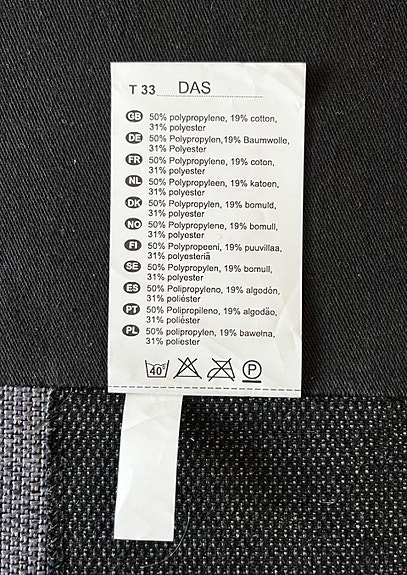 T 33 DAS
GB 50% polypropylene, 19% cotton,
31% polyester
DE 50% Polypropylen,19% Baumwolle,
31% Polyester
FR 50% Polypropylene, 19% coton,
31% polyester
NL 50% Polypropyleen, 19% katoen,
31% polyester
DK 50% Polypropylen, 19% bomuld,
31% polyester
NO 50% Polypropylen, 19% bomull,
31% polyester
FI 50% Polypropeeni, 19% puuvillaa,
31% polyesteriä
SE 50% Polypropylen, 19% bomull,
31% polyester
ES 50% Polipropyleno, 19% algodón,
31% poliéster
PT 50% Polipropileno, 19% algodão,
31% poliéster
PL 50% polipropylen, 19% bawełna,
31% poliester
40° P